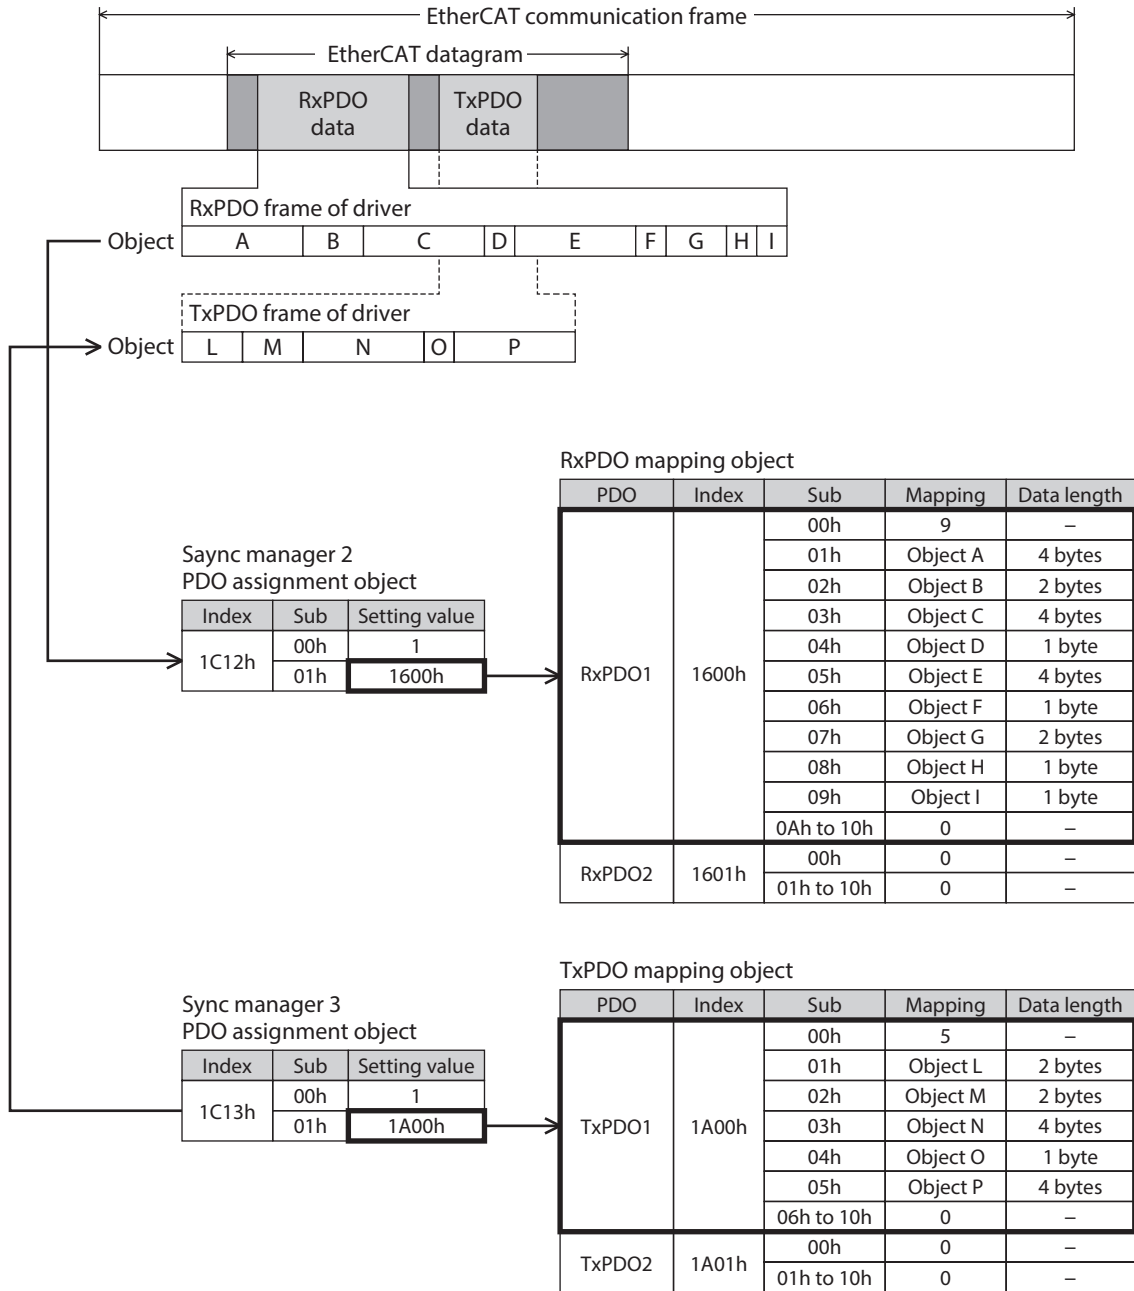 EtherCAT communication frame
EtherCAT datagram
RxPDO data
TxPDO data
RxPDO frame of driver
Object A B C D E F G H I
TxPDO frame of driver
Object L M N O P
RxPDO mapping object
PDO Index Sub Mapping Data length
RxPDO1 1600h
00h 9 –
01h Object A 4 bytes
02h Object B 2 bytes
03h Object C 4 bytes
04h Object D 1 byte
05h Object E 4 bytes
06h Object F 1 byte
07h Object G 2 bytes
08h Object H 1 byte
09h Object I 1 byte
0Ah to 10h 0 –
RxPDO2 1601h
00h 0 –
01h to 10h 0 –
Saync manager 2
PDO assignment object
Index Sub Setting value
1C12h
00h 1
01h 1600h
TxPDO mapping object
PDO Index Sub Mapping Data length
TxPDO1 1A00h
00h 5 –
01h Object L 2 bytes
02h Object M 2 bytes
03h Object N 4 bytes
04h Object O 1 byte
05h Object P 4 bytes
06h to 10h 0 –
TxPDO2 1A01h
00h 0 –
01h to 10h 0 –
Sync manager 3
PDO assignment object
Index Sub Setting value
1C13h
00h 1
01h 1A00h